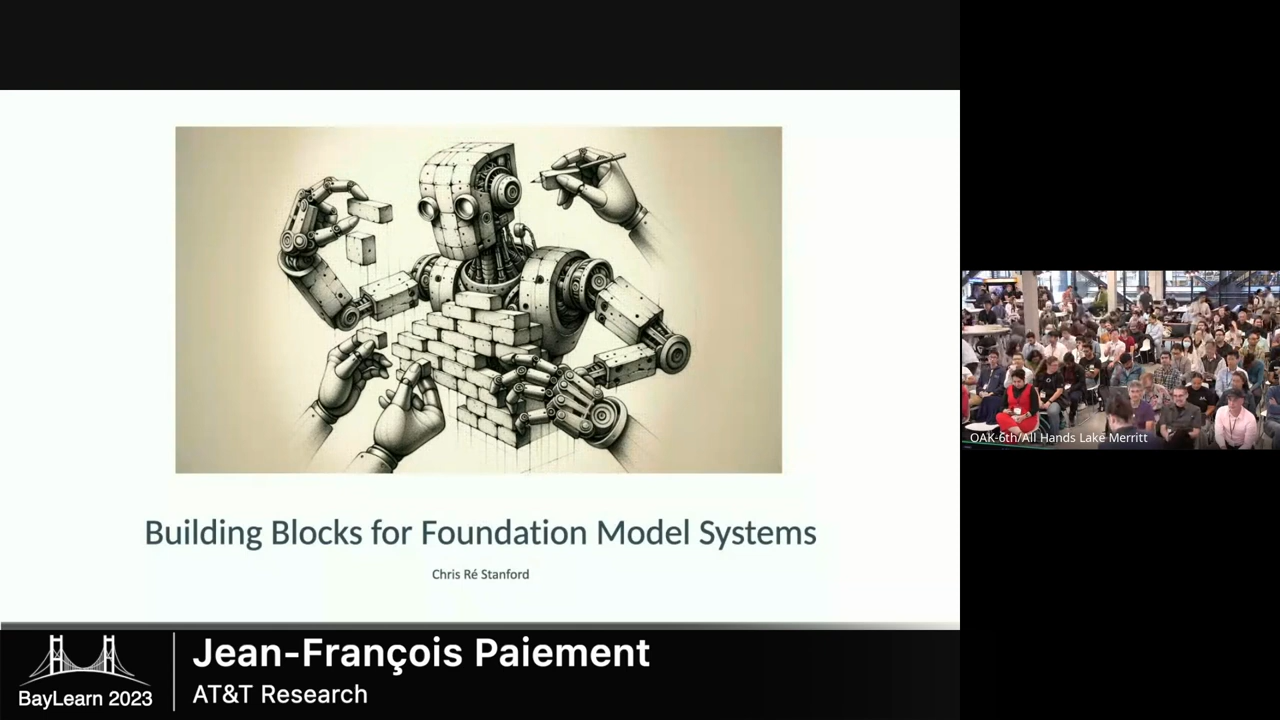 Building Blocks for Foundation Model Systems
Chris Ré Stanford
OAK-6th/All Hands Lake Merritt
Jean-François Paiement
BayLearn 2023
AT&T Research